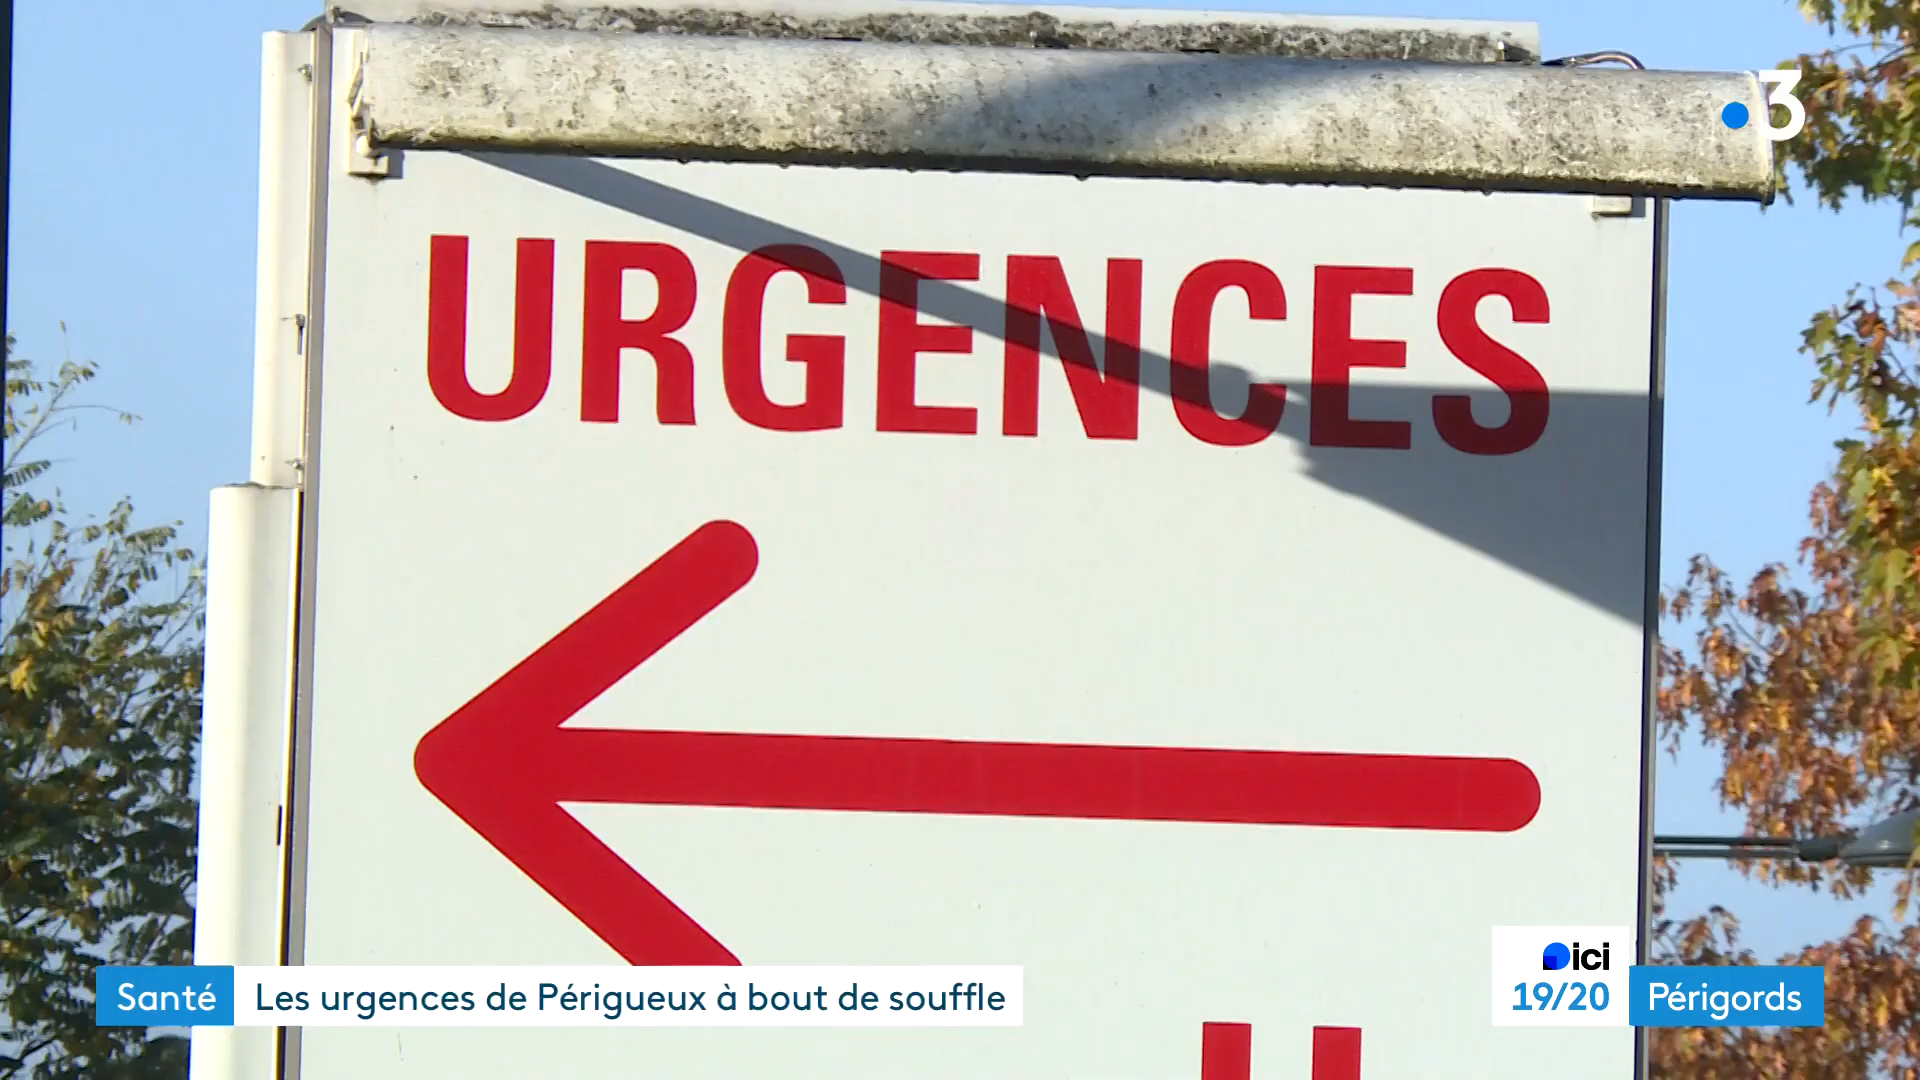 3
URGENCES
ici
19/20
Périgords
Santé
Les urgences de Périgueux à bout de souffle